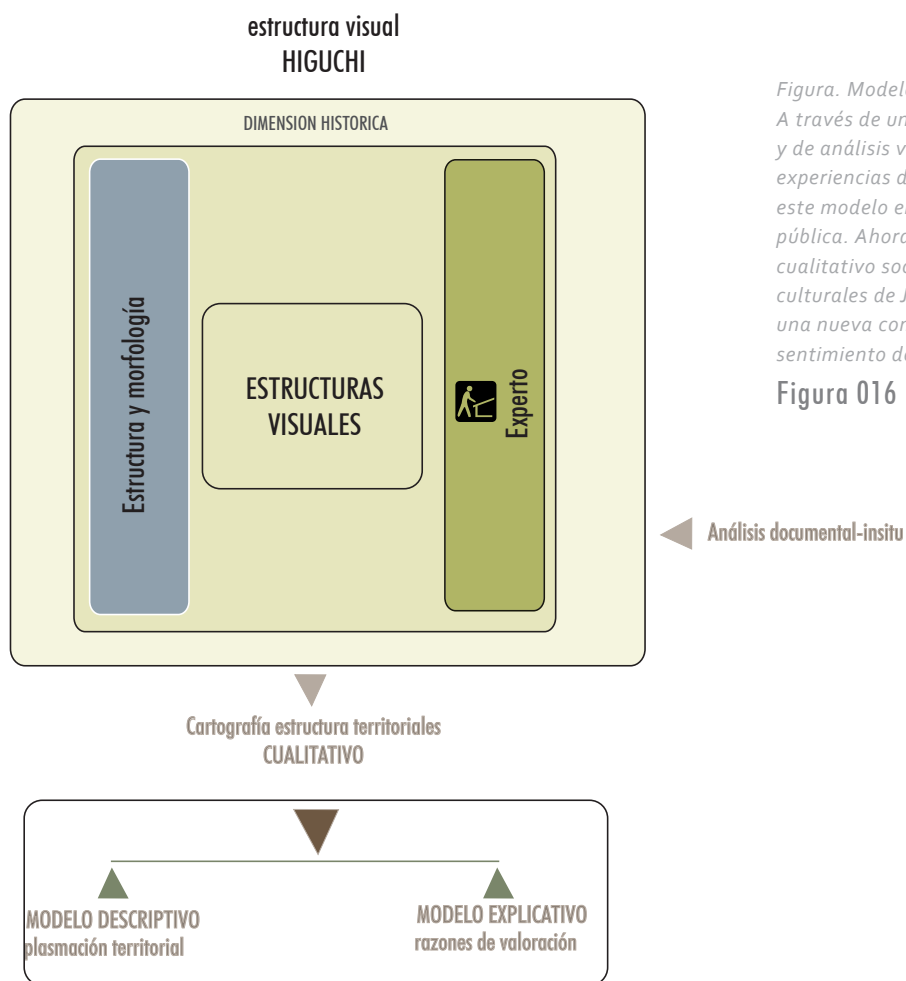 estructura visual
HIGUCHI
DIMENSION HISTORICA
Estructura y morfología
ESTRUCTURAS
VISUALES
Experto
Figura. Modelo
A través de un
y de análisis v
experiencias d
este modelo e
pública. Ahora
cualitativo soc
culturales de J
una nueva con
sentimiento de
Figura 016
Análisis documental-insitu
Cartografía estructura territoriales
CUALITATIVO
MODELO DESCRIPTIVO
plasmación territorial
MODELO EXPLICATIVO
razones de valoración